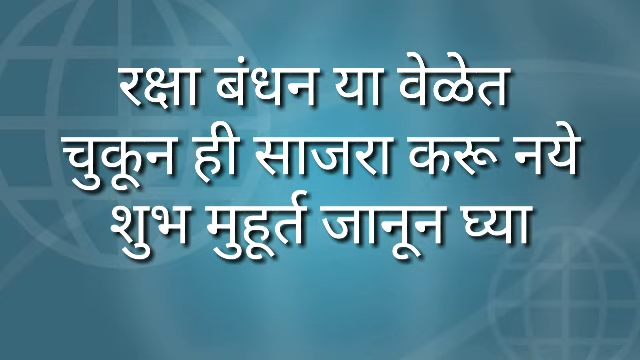 रक्षा बंधन या वेळेत
चुकून ही साजरा करू नये
शुभ मुहूर्त जानून घ्या